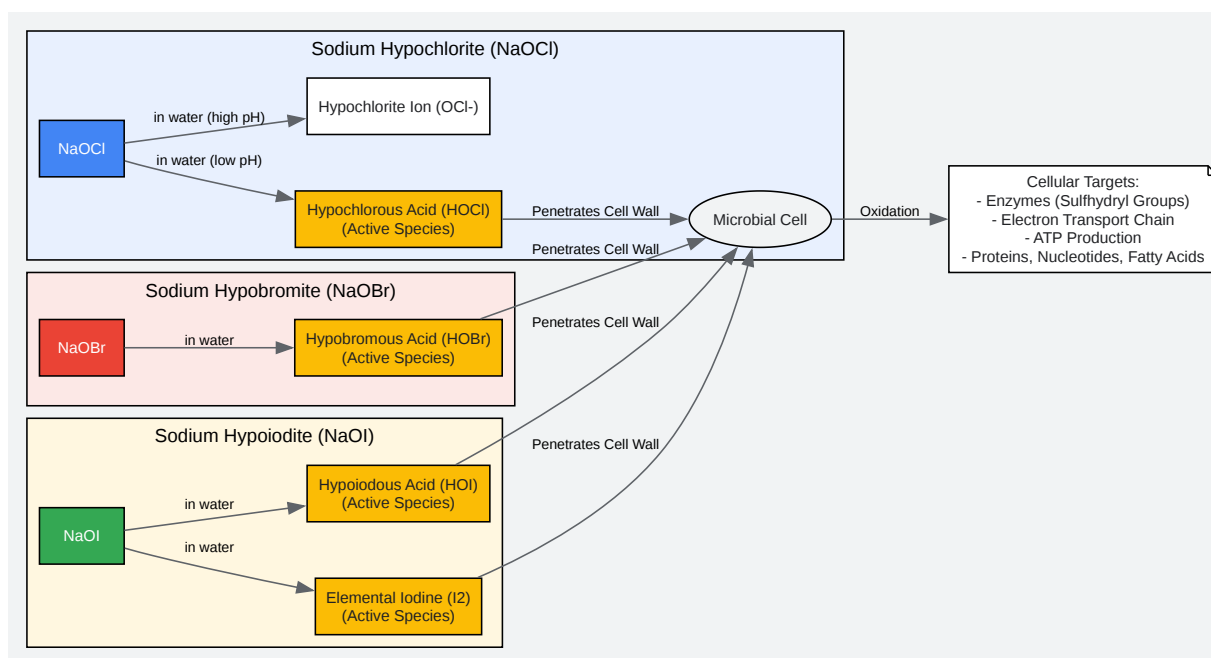 Sodium Hypochlorite (NaOCl)
NaOCl
in water (high pH)
Hypochlorite Ion (OCl-)
in water (low pH)
Hypochlorous Acid (HOCl)
(Active Species)
Penetrates Cell Wall
Microbial Cell
Oxidation
Cellular Targets:
- Enzymes (Sulfhydryl Groups)
- Electron Transport Chain
- ATP Production
- Proteins, Nucleotides, Fatty Acids
Sodium Hypobromite (NaOBr)
NaOBr
in water
Hypobromous Acid (HOBr)
(Active Species)
Penetrates Cell Wall
Sodium Hypoiodite (NaOI)
NaOI
in water
Hypoiodous Acid (HOI)
(Active Species)
Penetrates Cell Wall
in water
Elemental Iodine (I2)
(Active Species)
Penetrates Cell Wall